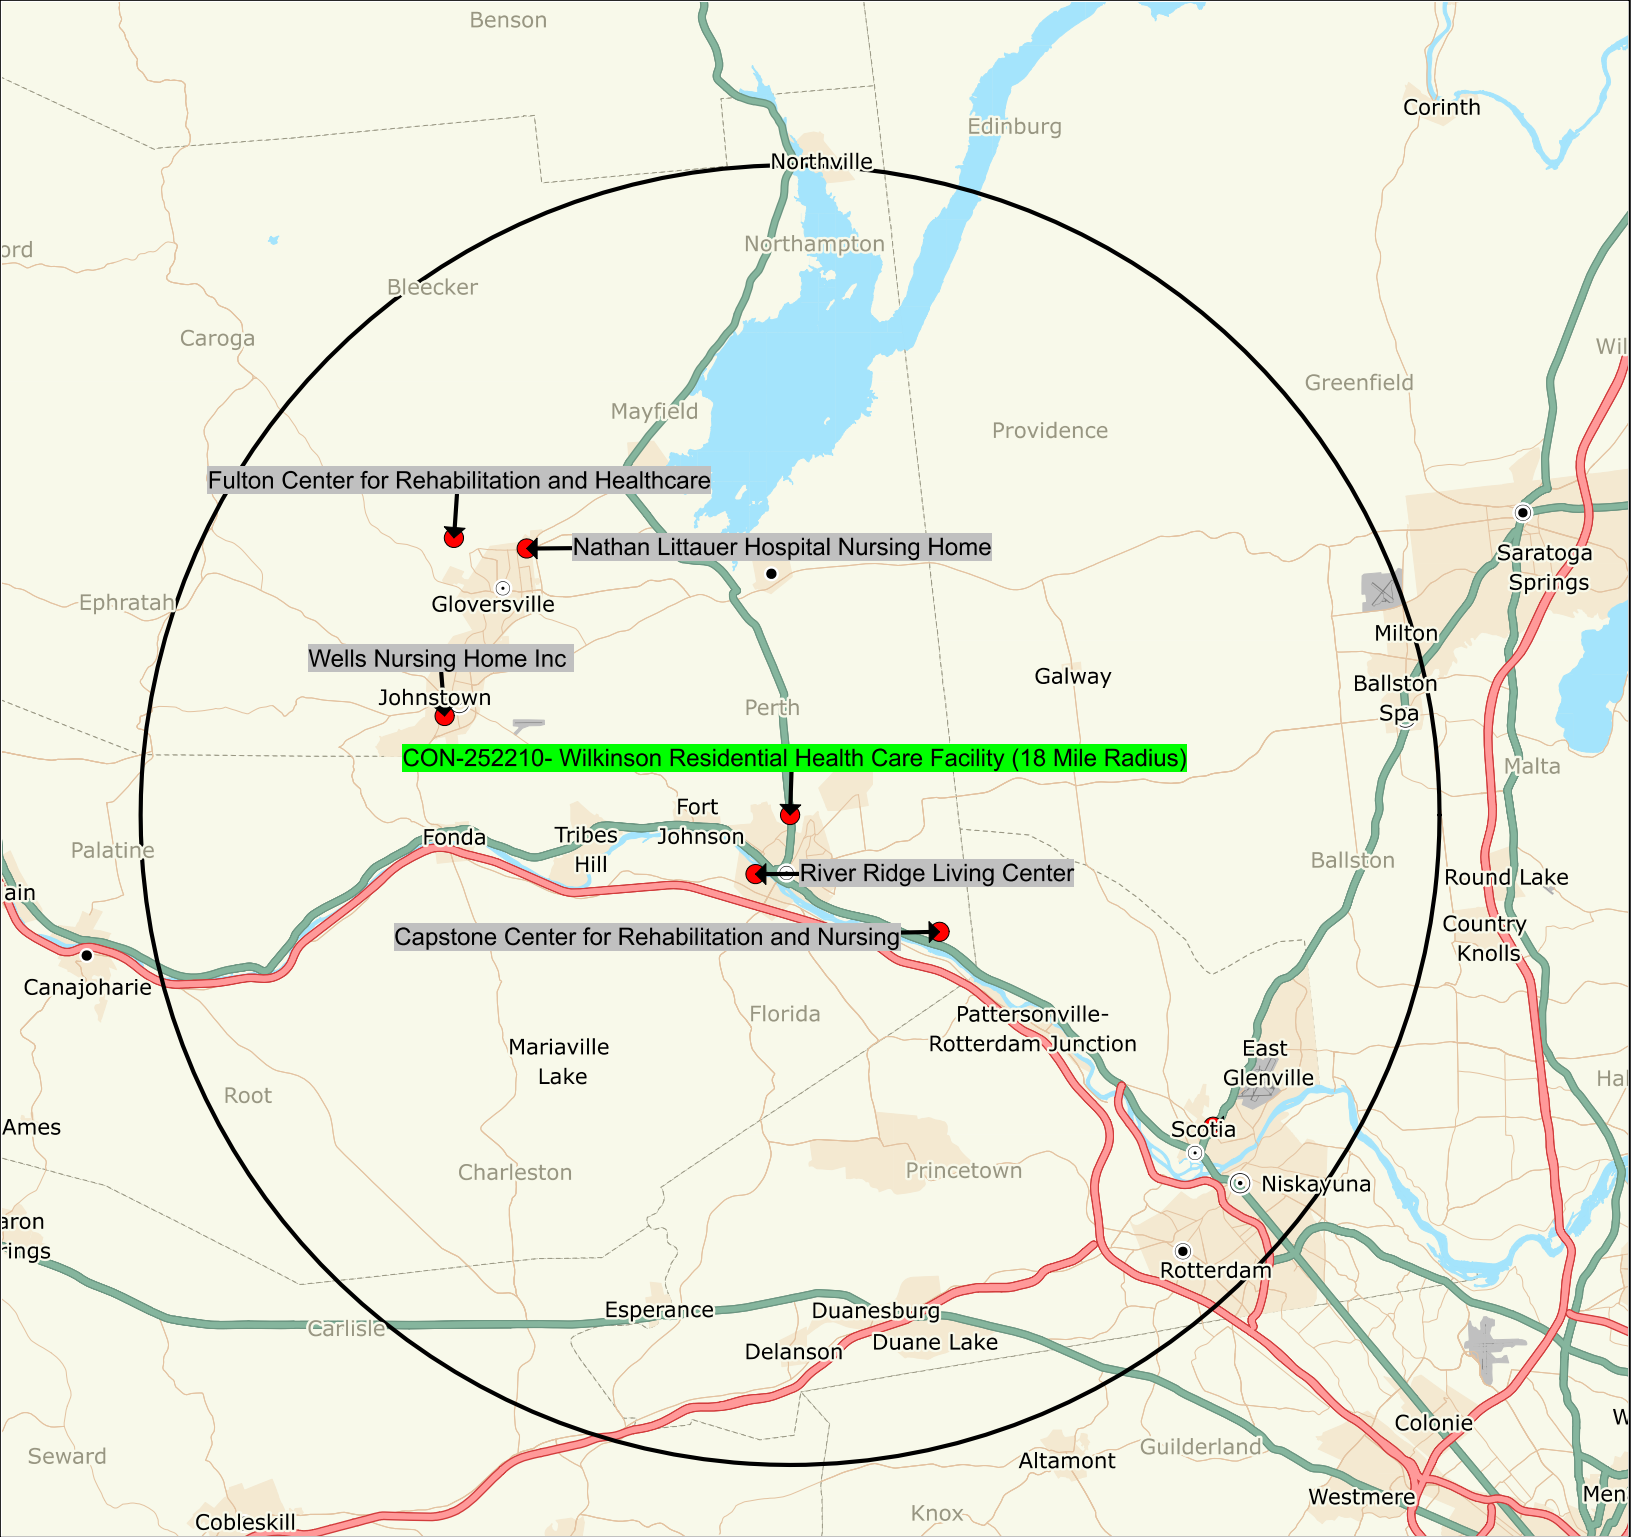 Benson
Corinth
Edinburg
Northville
Northampton
ord
Bleecker
Caroga
Wil
Greenfield
Mayfield
Providence
Fulton Center for Rehabilitation and Healthcare
Nathan Littauer Hospital Nursing Home
Saratoga
Springs
Ephratah
Gloversville
Milton
Wells Nursing Home Inc
Galway
Ballston
Spa
Johnstown
Perth
CON-252210- Wilkinson Residential Health Care Facility (18 Mile Radius)
Malta
Fort
Johnson
Fonda
Tribes
Hill
Palatine
Ballston
River Ridge Living Center
Round Lake
ain
Country
Knolls
Capstone Center for Rehabilitation and Nursing
Canajoharie
Florida
Pattersonville-
Rotterdam Junction
Mariaville
Lake
East
Glenville
Root
Hal
Ames
Scotia
Charleston
Princetown
Niskayuna
aron
rings
Rotterdam
Esperance
Duanesburg
Carlisle
Duane Lake
Delanson
Colonie
W
Seward
Altamont
Guilderland
Westmere
Men
Knox
Cobleskill